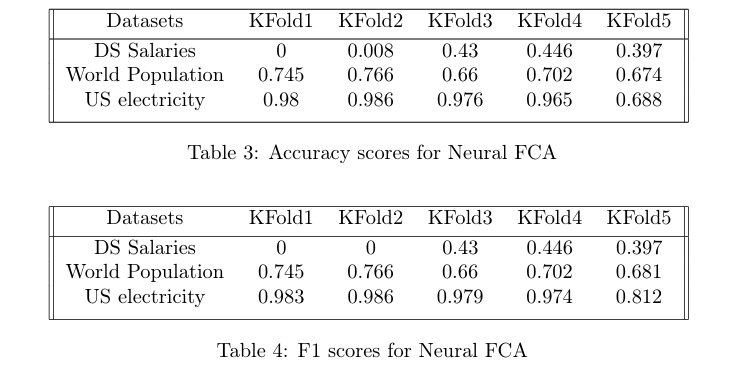 Datasets KFold1 KFold2 KFold3 KFold4 KFold5
DS Salaries 0 0.008 0.43 0.446 0.397
World Population 0.745 0.766 0.66 0.702 0.674
US electricity 0.98 0.986 0.976 0.965 0.688
Table 3: Accuracy scores for Neural FCA
Datasets KFold1 KFold2 KFold3 KFold4 KFold5
DS Salaries 0 0 0.43 0.446 0.397
World Population 0.745 0.766 0.66 0.702 0.681
US electricity 0.983 0.986 0.979 0.974 0.812
Table 4: F1 scores for Neural FCA